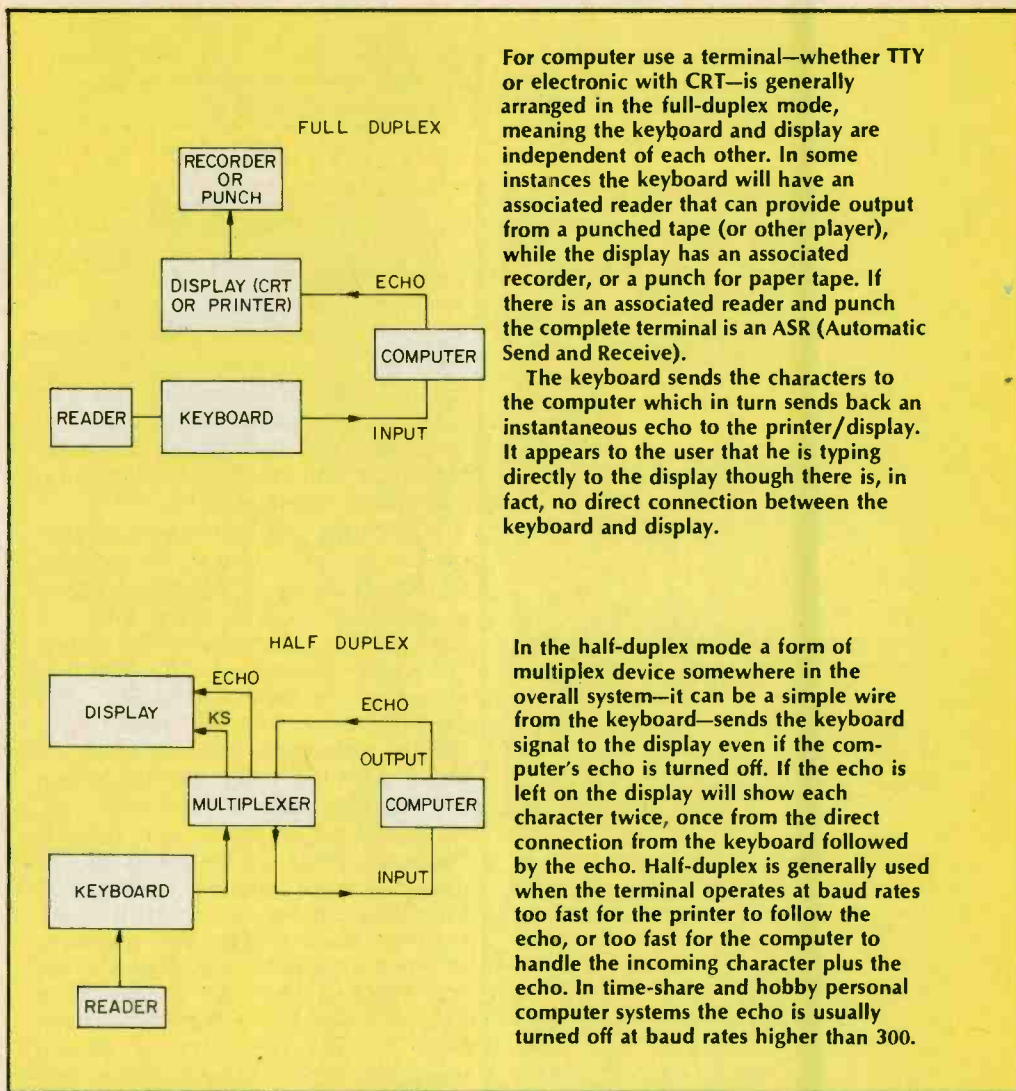 FULL DUPLEX
RECORDER
OR
PUNCH
DISPLAY (CRT
OR PRINTER)
ECHO
COMPUTER
READER
KEYBOARD
INPUT
For computer use a terminal—whether TTY
or electronic with CRT—is generally
arranged in the full-duplex mode,
meaning the keyboard and display are
independent of each other. In some
instances the keyboard will have an
associated reader that can provide output
from a punched tape (or other player),
while the display has an associated
recorder, or a punch for paper tape. If
there is an associated reader and punch
the complete terminal is an ASR (Automatic
Send and Receive).
The keyboard sends the characters to
the computer which in turn sends back an
instantaneous echo to the printer/display.
It appears to the user that he is typing
directly to the display though there is, in
fact, no direct connection between the
keyboard and display.
HALF DUPLEX
ECHO
DISPLAY
KS
ECHO
OUTPUT
MULTIPLEXER
COMPUTER
KEYBOARD
INPUT
READER
In the half-duplex mode a form of
multiplex device somewhere in the
overall system—it can be a simple wire
from the keyboard—sends the keyboard
signal to the display even if the com-
puter's echo is turned off. If the echo is
left on the display will show each
character twice, once from the direct
connection from the keyboard followed
by the echo. Half-duplex is generally used
when the terminal operates at baud rates
too fast for the printer to follow the
echo, or too fast for the computer to
handle the incoming character plus the
echo. In time-share and hobby personal
computer systems the echo is usually
turned off at baud rates higher than 300.